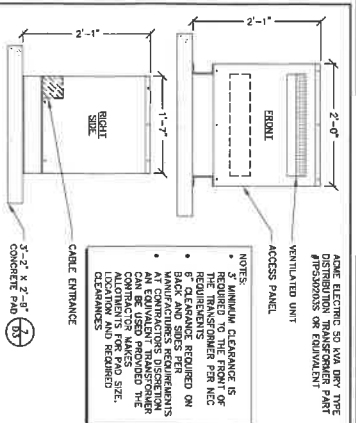 ACME ELECTRIC 50 KVA DRY TYPE
DISTRIBUTION TRANSFORMER PART
OR EQUIVALENT
VENTILATED UNIT
ACCESS PANEL
2'-0"
2'-1"
FRONT
NOTES:
• 3' MINIMUM CLEARANCE IS
REQUIRED TO THE FRONT OF
THE TRANSFORMER PER NEC
REQUIREMENTS
• 6" CLEARANCE REQUIRED ON
BACK AND SIDES PER
MANUFACTURES REQUIREMENTS
• AT CONTRACTORS DISCRETION
AN EQUIVALENT TRANSFORMER
CAN BE USED PROVIDED THE
CONTRACTOR MAKES
ALLOTMENTS FOR PAD SIZE,
LOCATION AND REQUIRED
CLEARANCES
1'-7"
2'-1"
RIGHT
SIDE
CABLE ENTRANCE
3'-2" x 2'-8"
CONCRETE PAD